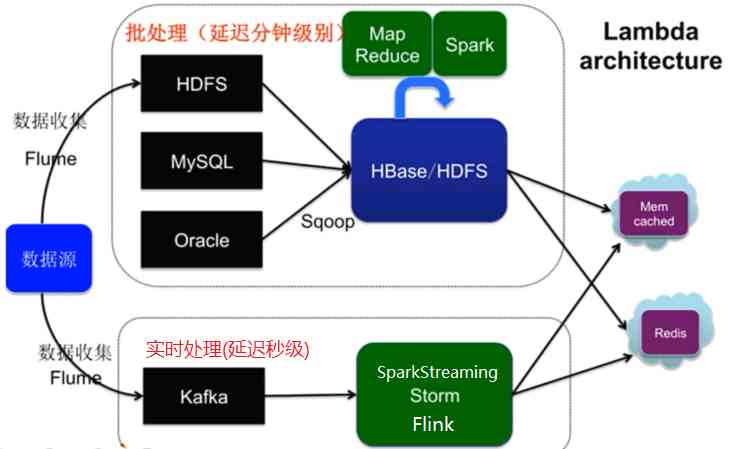 批处理（延迟分钟级别）
Map
Reduce
Spark
Lambda
architecture
HDFS
数据收集
Flume
MySQL
HBase/HDFS
Oracle
Sqoop
Mem
cached
数据源
实时处理(延迟秒级)
数据收集
Flume
Kafka
SparkStreaming
Storm
Flink
Redis